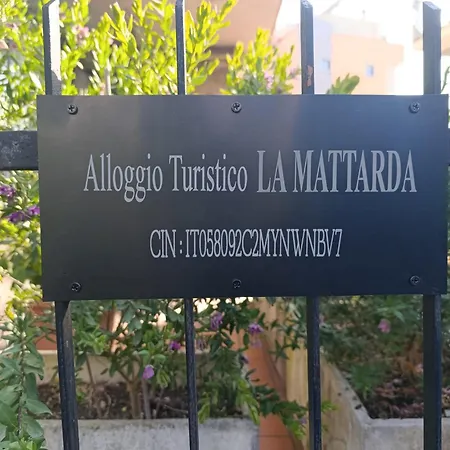 Alloggio Turistico LA MATTARDA
CIN : IT058092C2MYNWNBV7